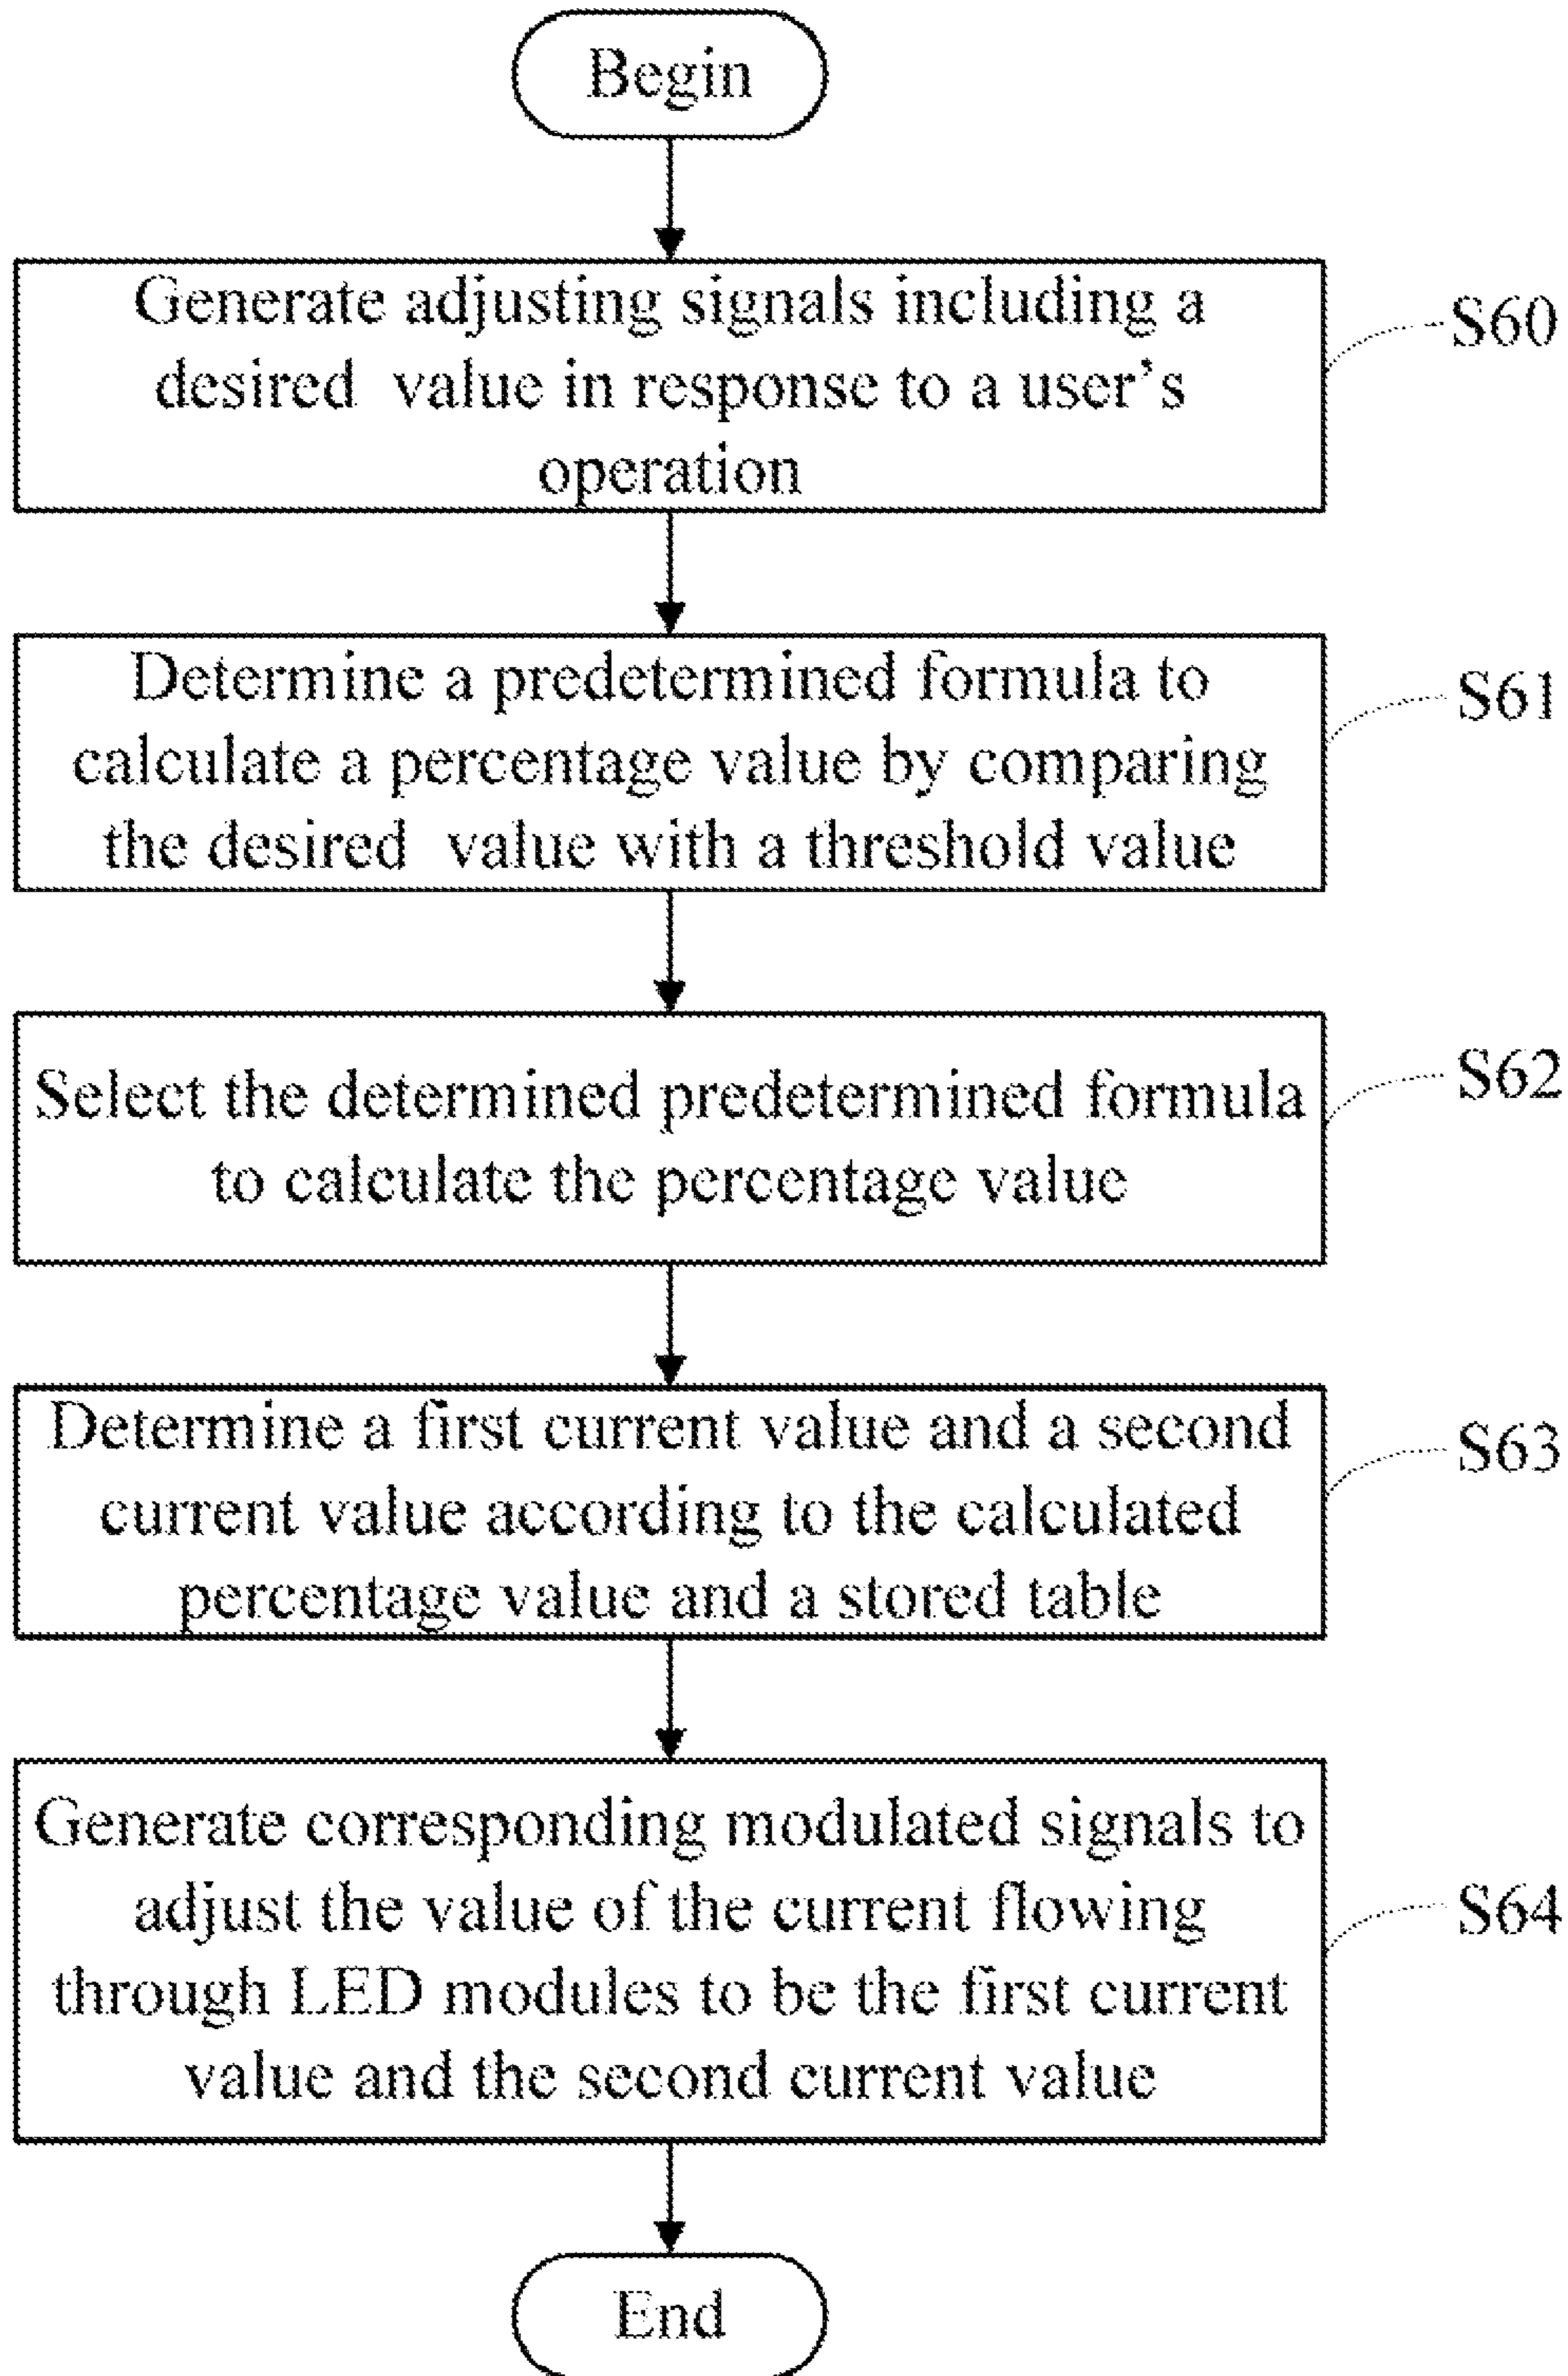 Begin
Generate adjusting signals including a
desired value in response to a user's
operation
S60
Determine a predetermined formula to
calculate a percentage value by comparing
the desired value with a threshold value
S61
Select the determined predetermined formula
to calculate the percentage value
S62
Determine a first current value and a second
current value according to the calculated
percentage value and a stored table
S63
Generate corresponding modulated signals to
adjust the value of the current flowing
through LED modules to be the first current
value and the second current value
S64
End